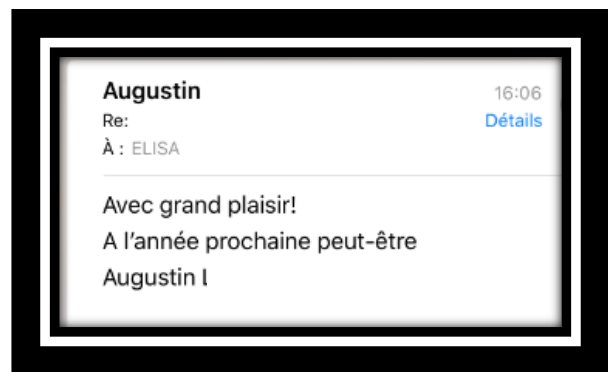 Augustin
16:06
Re:
Détails
À : ELISA
Avec grand plaisir!
A l'année prochaine peut-être
Augustin